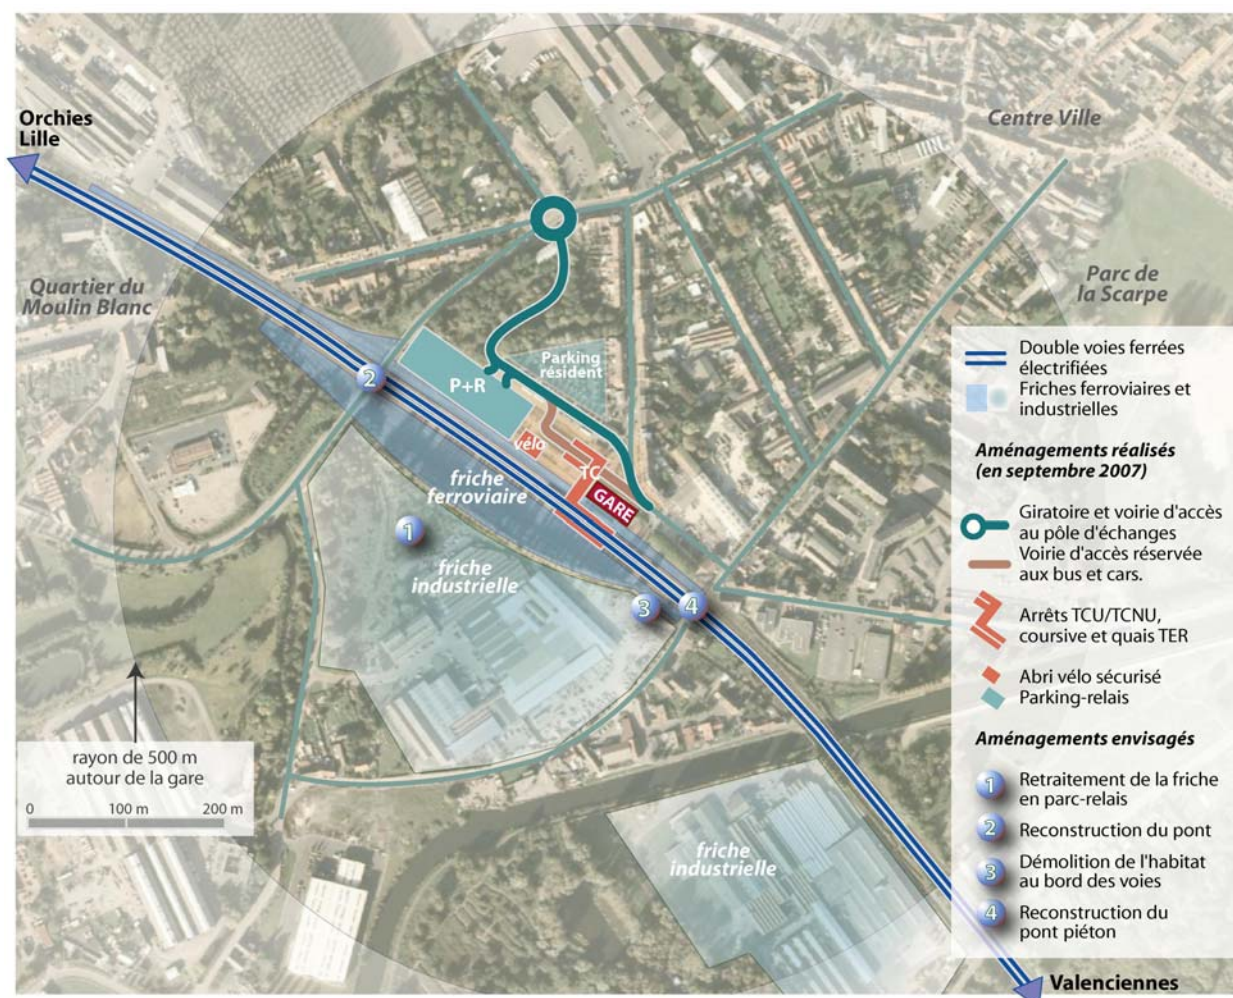 Orchies
Lille
Centre Ville
Quartier du
Moulin Blanc
Parc de
la Scarpe
Parking
résident
P+R
vélo
TC
GARE
friche
ferroviaire
friche
industrielle
friche
industrielle
1
2
3
4
rayon de 500 m
autour de la gare
0 100 m 200 m
Double voies ferrées
électrifiées
Friches ferroviaires et
industrielles
Aménagements réalisés
(en septembre 2007)
Giratoire et voirie d'accès
au pôle d'échanges
Voirie d'accès réservée
aux bus et cars.
Arrêts TCU/TCNU,
coursive et quais TER
Abri vélo sécurisé
Parking-relais
Aménagements envisagés
1 Retraitement de la friche
en parc-relais
2 Reconstruction du pont
3 Démolition de l'habitat
au bord des voies
4 Reconstruction du
pont piéton
Valenciennes